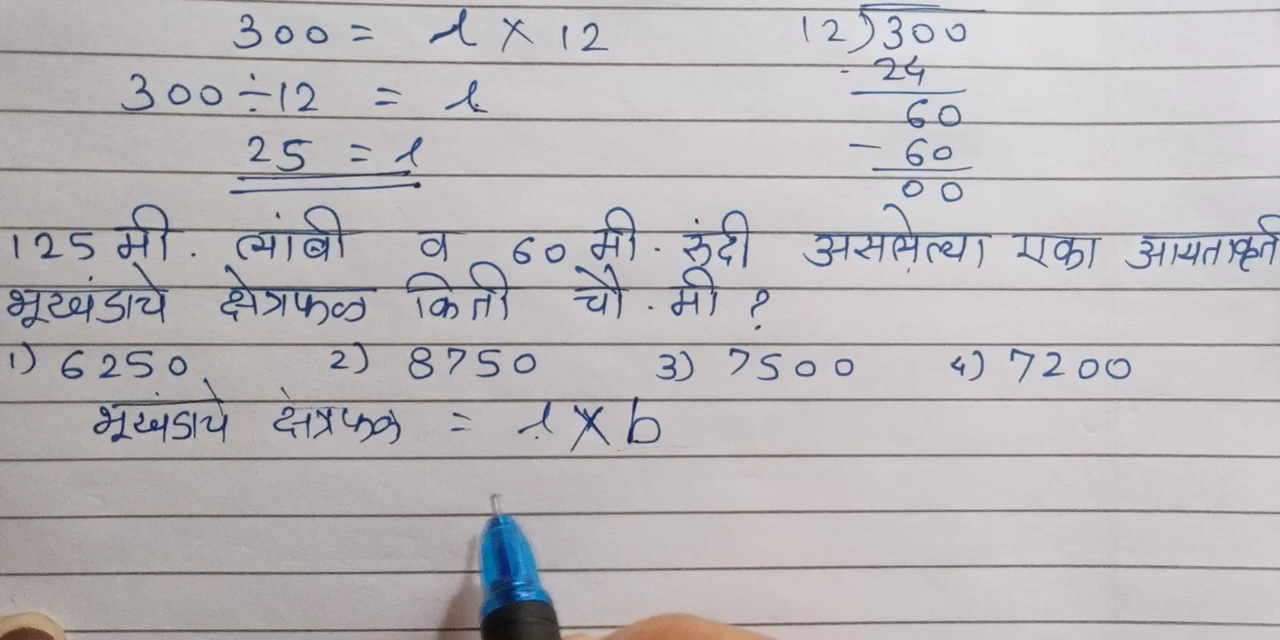 300 = l × 12
300 ÷ 12 = l
25 = l
12)300
- 24
60
- 60
00
125 मी. लांबी व 60 मी. रुंदी असलेल्या एका आयताकृती
भूखंडाचे क्षेत्रफळ किती चौ. मी ?
1) 6250 2) 8750 3) 7500 4) 7200
भूखंडाचे क्षेत्रफळ = l × b